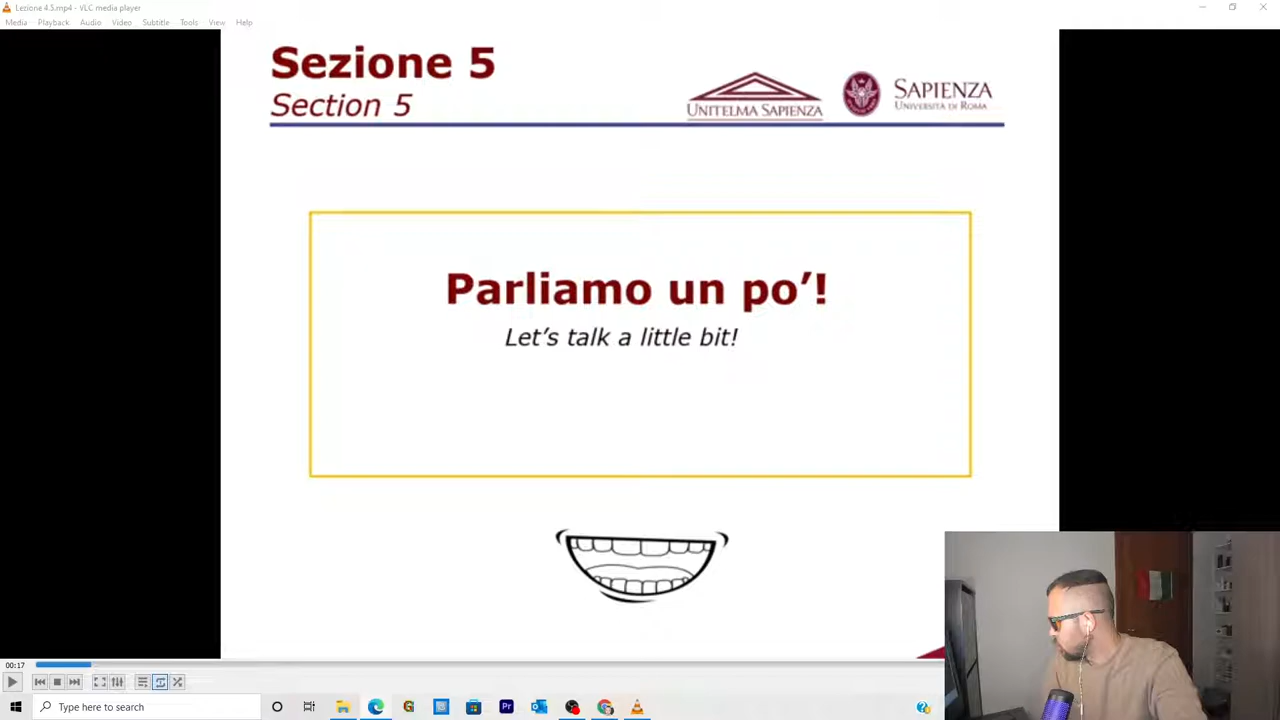 Lezione 4.5.mp4 - VLC media player
Media Playback Audio Video Subtitle Tools View Help
Sezione 5
Section 5
UNITELMA SAPIENZA
SAPIENZA
UNIVERSITÀ DI ROMA
Parliamo un po’!
Let’s talk a little bit!
00:17
Type here to search
Pr